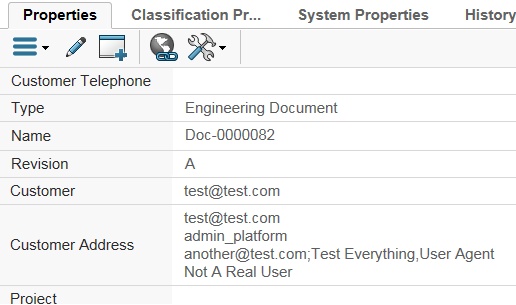 Properties Classification Pr... System Properties History
Customer Telephone
Type Engineering Document
Name Doc-0000082
Revision A
Customer test@test.com
Customer Address test@test.com
admin_platform
another@test.com;Test Everything,User Agent
Not A Real User
Project